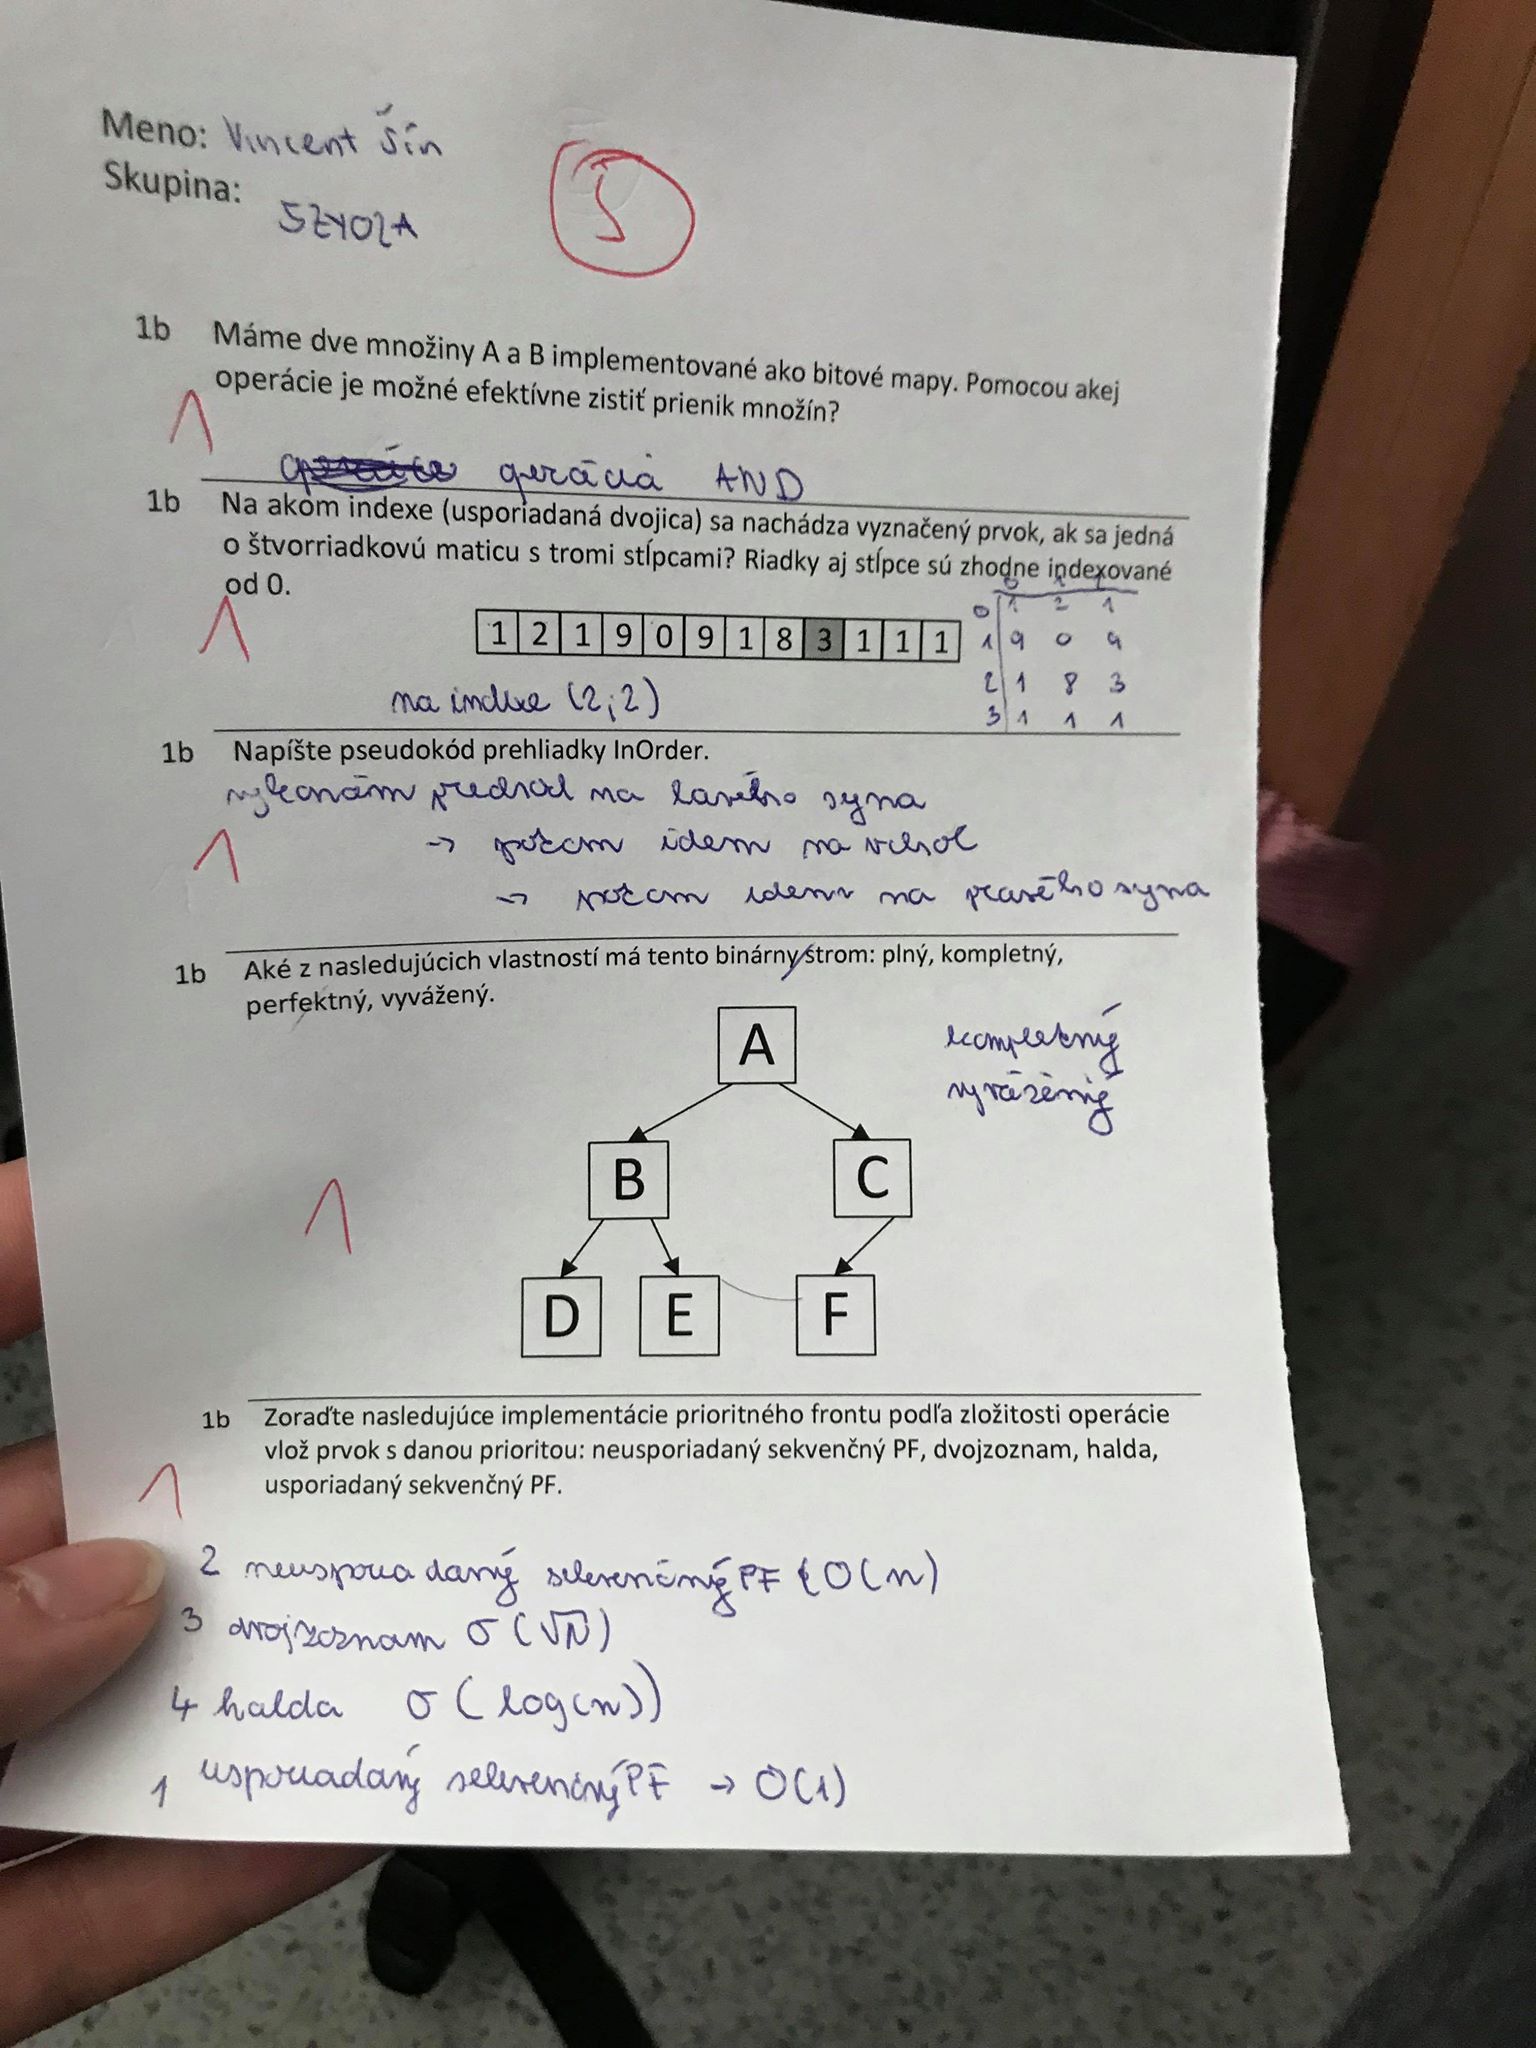 Meno: Vincent Šín
Skupina: 5ZY02A
5
1b Máme dve množiny A a B implementované ako bitové mapy. Pomocou akej
operácie je možné efektívne zistiť prienik množín?
1
operácia AND
1b Na akom indexe (usporiadaná dvojica) sa nachádza vyznačený prvok, ak sa jedná
o štvorriadkovú maticu s tromi stĺpcami? Riadky aj stĺpce sú zhodne indexované
od 0.
1
1 2 1 9 0 9 1 8 3 1 1 1
0 1 2 1
1 9 0 9
2 1 8 3
3 1 1 1
na indexe (2;2)
1b Napíšte pseudokód prehliadky InOrder.
vykonám prechod na ľavého syna
1
→ potom idem na vrchol
→ potom idem na pravého syna
1b Aké z nasledujúcich vlastností má tento binárny strom: plný, kompletný,
perfektný, vyvážený.
A
kompletný
vyvážený
B C
1
D E F
1b Zoraďte nasledujúce implementácie prioritného frontu podľa zložitosti operácie
vlož prvok s danou prioritou: neusporiadaný sekvenčný PF, dvojzoznam, halda,
usporiadaný sekvenčný PF.
1
2 neusporiadaný sekvenčný PF O(n)
3 dvojzoznam O(√N)
4 halda O(log(n))
1 usporiadaný sekvenčný PF → O(1)